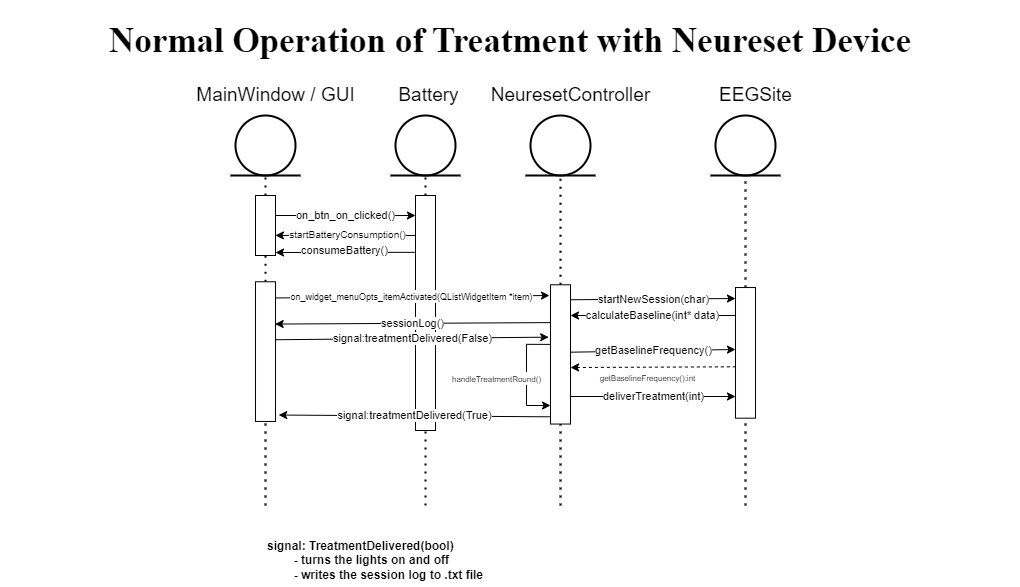 Normal Operation of Treatment with Neureset Device
MainWindow / GUI
Battery
NeuresetController
EEGSite
on_btn_on_clicked()
startBatteryConsumption()
consumeBattery()
on_widget_menuOpts_itemActivated(QListWidgetItem *item)
startNewSession(char)
calculateBaseline(int* data)
sessionLog()
signal:treatmentDelivered(False)
getBaselineFrequency()
handleTreatmentRound()
getBaselineFrequency():int
deliverTreatment(int)
signal:treatmentDelivered(True)
signal: TreatmentDelivered(bool)
- turns the lights on and off
- writes the session log to .txt file